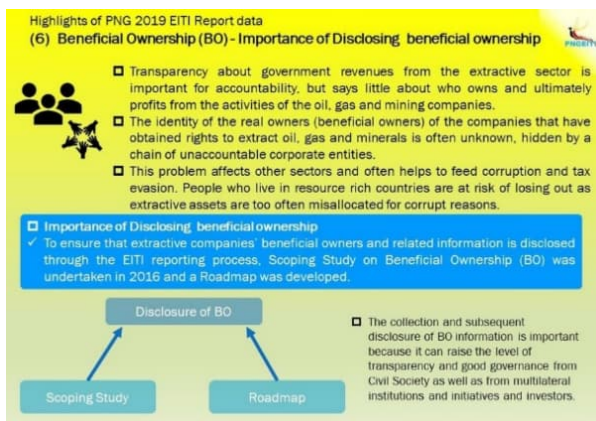 Highlights of PNG 2019 EITI Report data
(6) Beneficial Ownership (BO) - Importance of Disclosing beneficial ownership
PNGEITI
Transparency about government revenues from the extractive sector is
important for accountability, but says little about who owns and ultimately
profits from the activities of the oil, gas and mining companies.
The identity of the real owners (beneficial owners) of the companies that have
obtained rights to extract oil, gas and minerals is often unknown, hidden by a
chain of unaccountable corporate entities.
This problem affects other sectors and often helps to feed corruption and tax
evasion. People who live in resource rich countries are at risk of losing out as
extractive assets are too often misallocated for corrupt reasons.
Importance of Disclosing beneficial ownership
✓ To ensure that extractive companies' beneficial owners and related information is disclosed
through the EITI reporting process, Scoping Study on Beneficial Ownership (BO) was
undertaken in 2016 and a Roadmap was developed.
Disclosure of BO
Scoping Study
Roadmap
The collection and subsequent
disclosure of BO information is important
because it can raise the level of
transparency and good governance from
Civil Society as well as from multilateral
institutions and initiatives and investors.